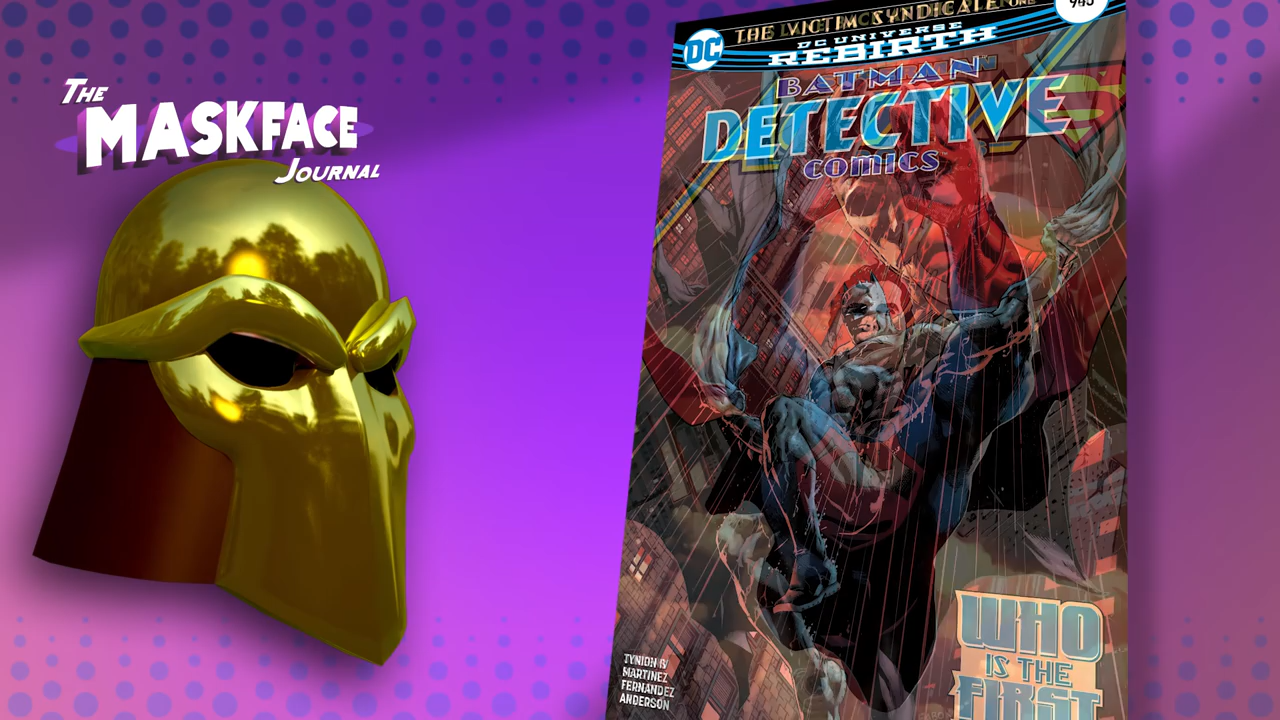 THE
MASKFACE
JOURNAL
THE VICTIM SYNDICATE
DC
DC UNIVERSE
REBIRTH
BATMAN
DETECTIVE
COMICS
TYNION IV
MARTINEZ
FERNANDEZ
ANDERSON
WHO
IS THE
FIRST